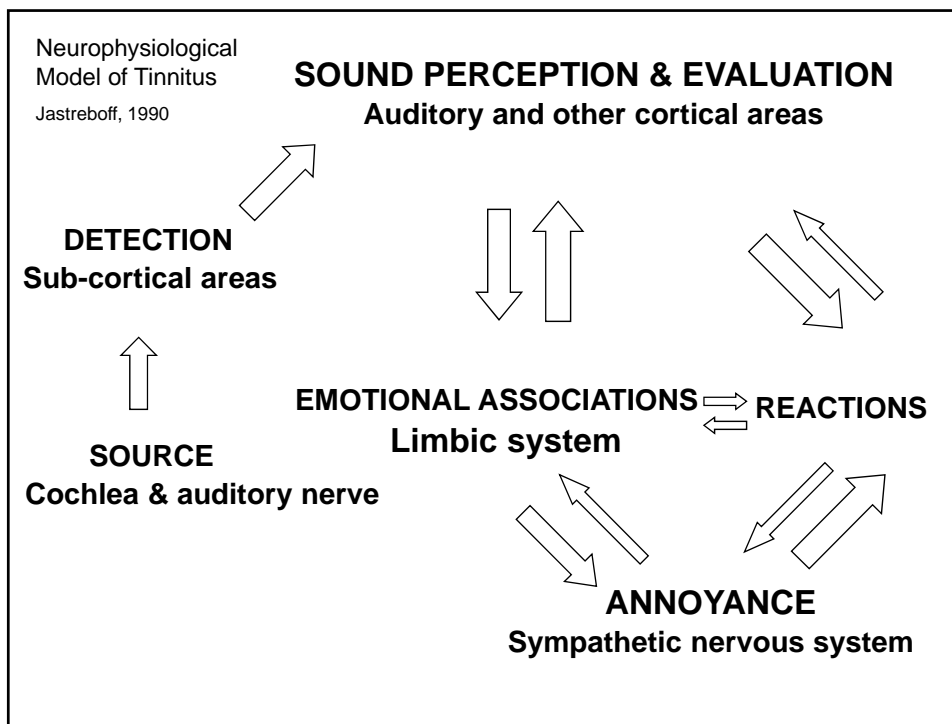 Neurophysiological
Model of Tinnitus
Jastreboff, 1990
SOUND PERCEPTION & EVALUATION
Auditory and other cortical areas
DETECTION
Sub-cortical areas
EMOTIONAL ASSOCIATIONS
Limbic system
REACTIONS
SOURCE
Cochlea & auditory nerve
ANNOYANCE
Sympathetic nervous system